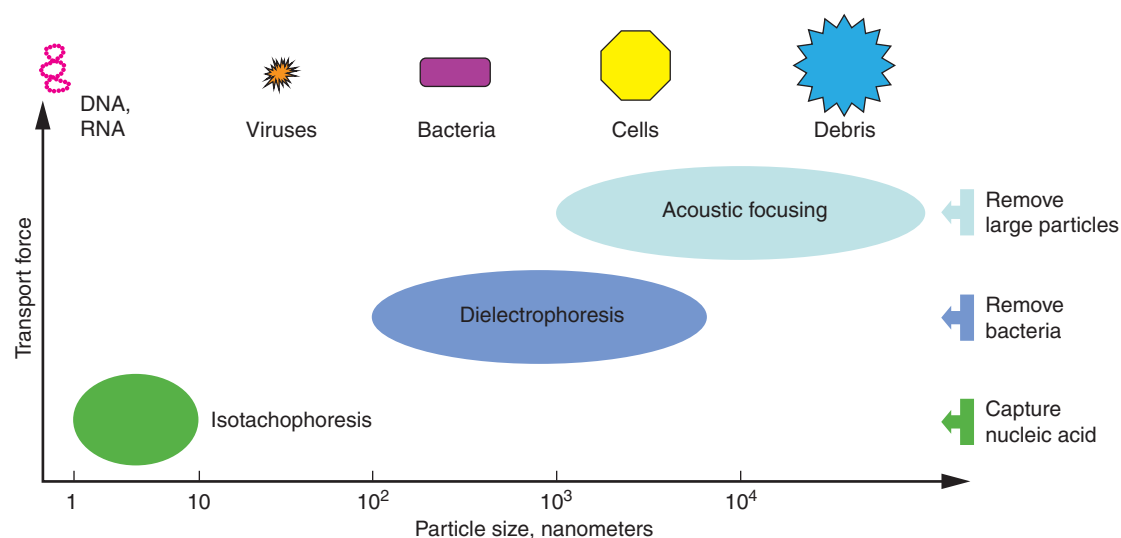 DNA,
RNA
Viruses
Bacteria
Cells
Debris
Transport force
Acoustic focusing
Remove
large particles
Dielectrophoresis
Remove
bacteria
Isotachophoresis
Capture
nucleic acid
1 10 10² 10³ 10⁴
Particle size, nanometers